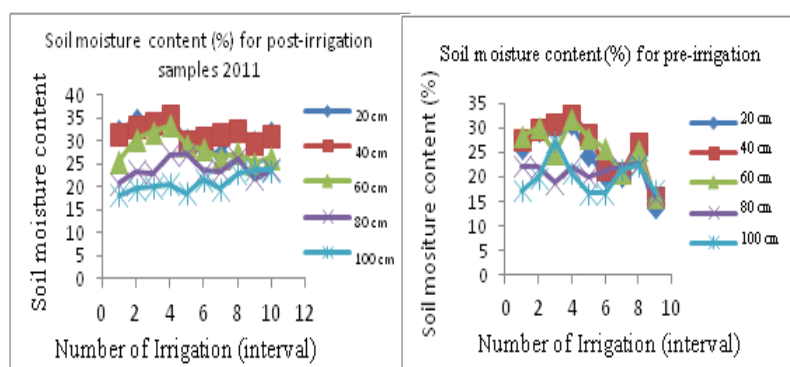 Soil moisture content (%) for post-irrigation
samples 2011
Soil moisture content
40
35
30
25
20
15
10
5
0
0 2 4 6 8 10 12
Number of Irrigation (interval)
20 cm
40 cm
60 cm
80 cm
100 cm
Soil moisture content(%) for pre-irrigation
Soil mositure content (%)
35
30
25
20
15
10
5
0
0 2 4 6 8 10
Number of Irrigation (interval)
20 cm
40 cm
60 cm
80 cm
100 cm